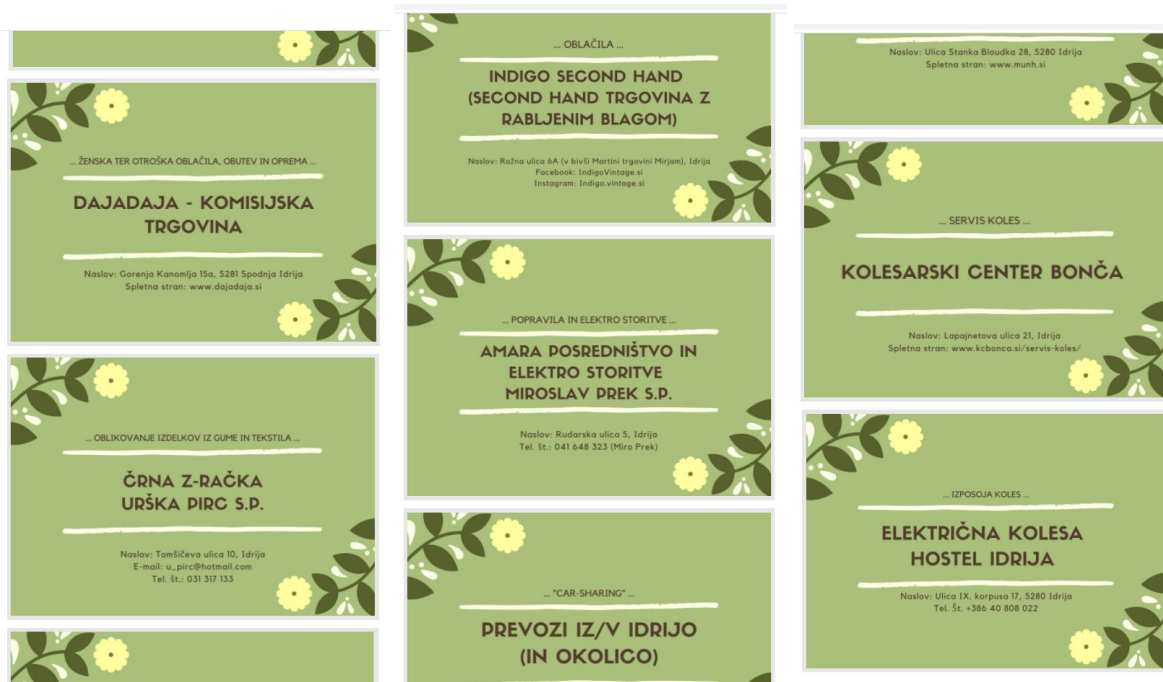 ... ŽENSKA TER OTROŠKA OBLAČILA, OBUTEV IN OPREMA ...
DAJADAJA - KOMISIJSKA
TRGOVINA
Naslov: Gorenja Kanomlja 15a, 5281 Spodnja Idrija
Spletna stran: www.dajadaja.si
... OBLIKOVANJE IZDELKOV IZ GUME IN TEKSTILA ...
ČRNA Z-RAČKA
URŠKA PIRC S.P.
Naslov: Tomšičeva ulica 10, Idrija
E-mail: u_pirc@hotmail.com
Tel. št.: 031 317 133
... OBLAČILA ...
INDIGO SECOND HAND
(SECOND HAND TRGOVINA Z
RABLJENIM BLAGOM)
Naslov: Rožna ulica 6A (v bivši Martini trgovini Mirjam), Idrija
Facebook: IndigoVintage.si
Instagram: Indigo.vintage.si
... POPRAVILA IN ELEKTRO STORITVE ...
AMARA POSREDNIŠTVO IN
ELEKTRO STORITVE
MIROSLAV PREK S.P.
Naslov: Rudarska ulica 5, Idrija
Tel. št.: 041 648 323 (Miro Prek)
... "CAR-SHARING" ...
PREVOZI IZ/V IDRIJO
(IN OKOLICO)
Naslov: Ulica Stanka Bloudka 28, 5280 Idrija
Spletna stran: www.munh.si
... SERVIS KOLES ...
KOLESARSKI CENTER BONČA
Naslov: Lapajnetova ulica 21, Idrija
Spletna stran: www.kcbonca.si/servis-koles/
... IZPOSOJA KOLES ...
ELEKTRIČNA KOLESA
HOSTEL IDRIJA
Naslov: Ulica IX. korpusa 17, 5280 Idrija
Tel. Št. +386 40 808 022